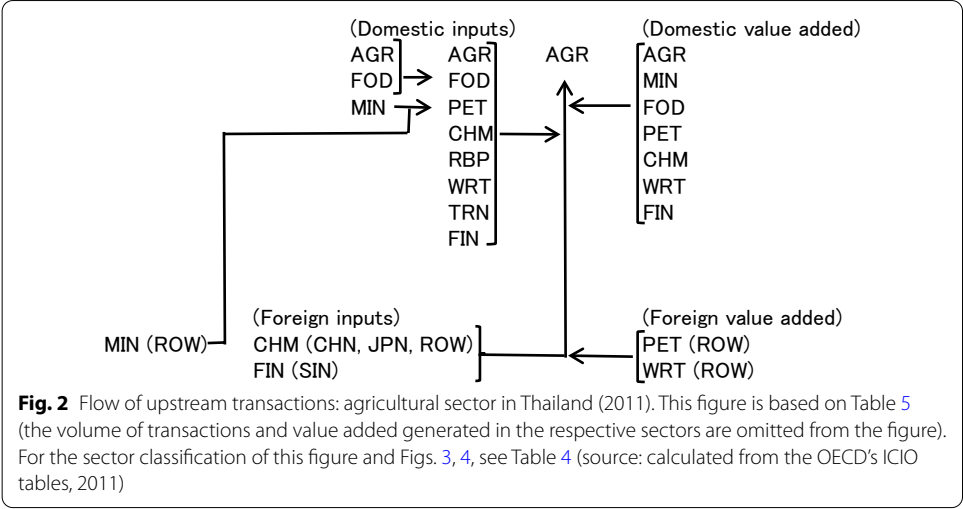 (Domestic inputs)
(Domestic value added)
AGR
FOD
MIN
AGR
FOD
PET
CHM
RBP
WRT
TRN
FIN
AGR
AGR
MIN
FOD
PET
CHM
WRT
FIN
MIN (ROW)
(Foreign inputs)
CHM (CHN, JPN, ROW)
FIN (SIN)
(Foreign value added)
PET (ROW)
WRT (ROW)
Fig. 2 Flow of upstream transactions: agricultural sector in Thailand (2011). This figure is based on Table 5
(the volume of transactions and value added generated in the respective sectors are omitted from the figure).
For the sector classification of this figure and Figs. 3, 4, see Table 4 (source: calculated from the OECD's ICIO
tables, 2011)